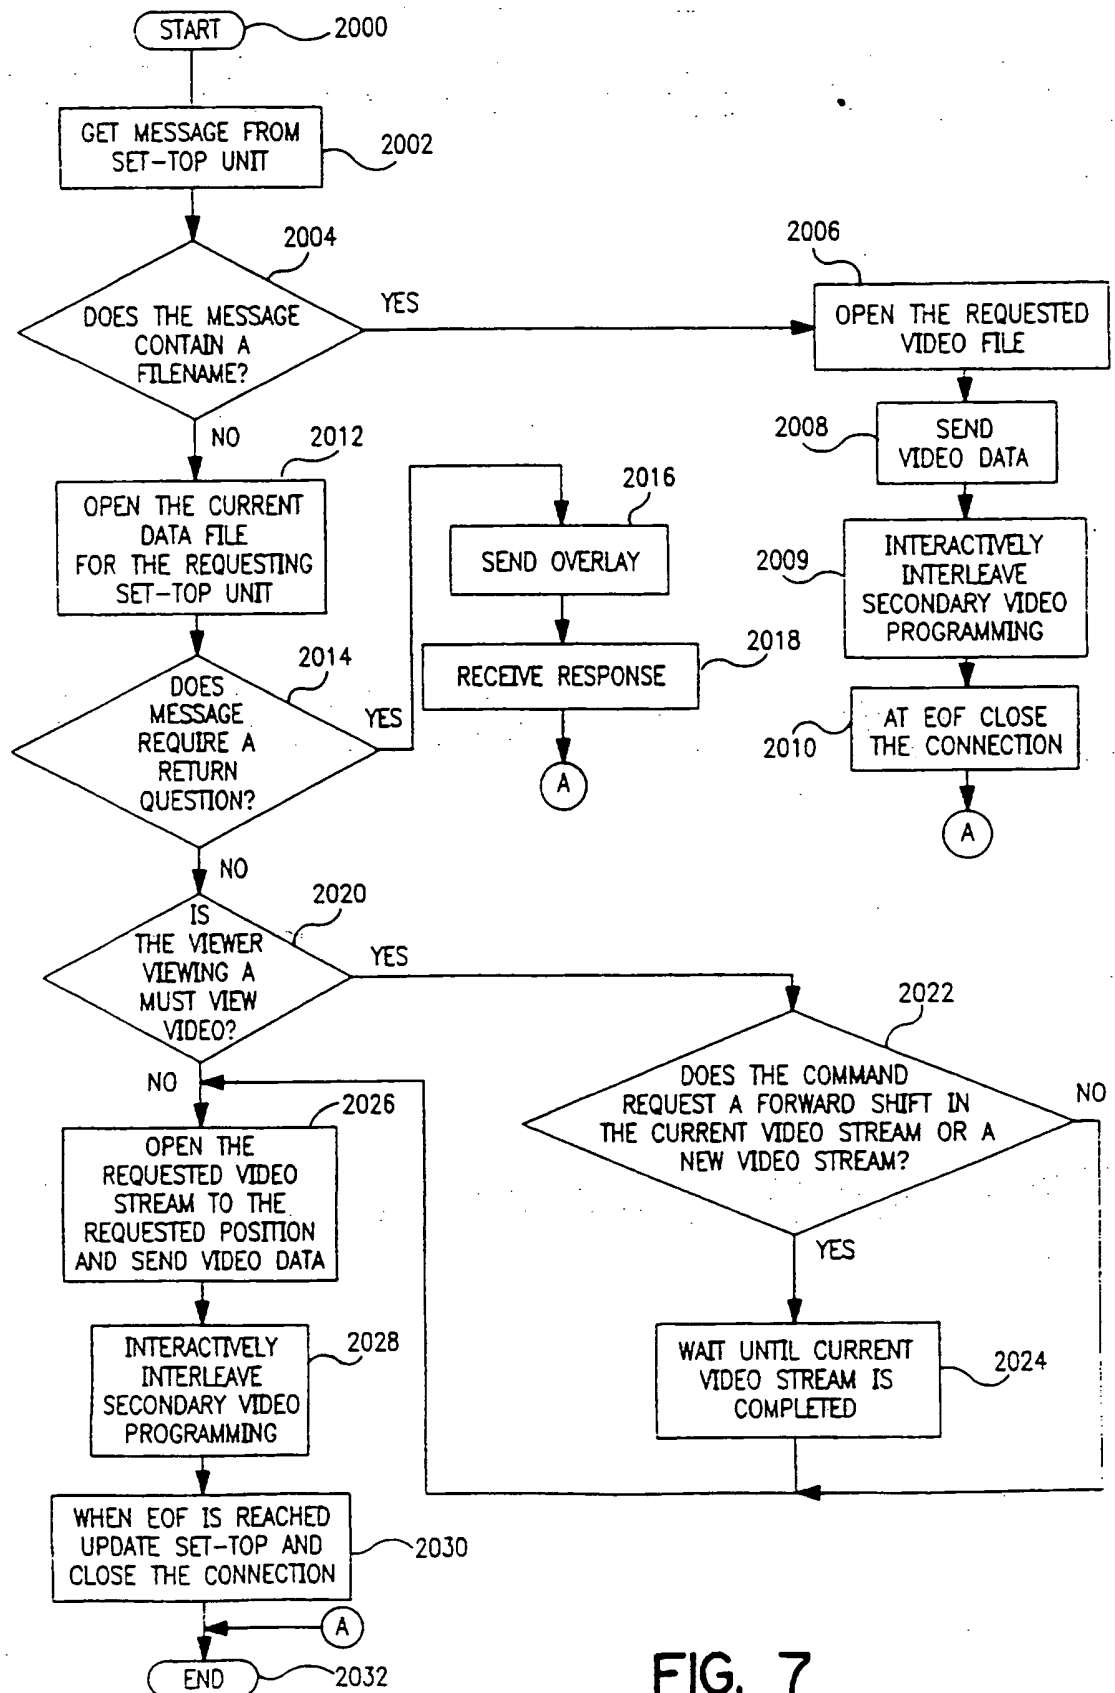 START
2000
GET MESSAGE FROM
SET-TOP UNIT
2002
2004
DOES THE MESSAGE
CONTAIN A
FILENAME?
YES
NO
2006
OPEN THE REQUESTED
VIDEO FILE
2008
SEND
VIDEO DATA
2009
INTERACTIVELY
INTERLEAVE
SECONDARY VIDEO
PROGRAMMING
2010
AT EOF CLOSE
THE CONNECTION
A
2012
OPEN THE CURRENT
DATA FILE
FOR THE REQUESTING
SET-TOP UNIT
2014
DOES
MESSAGE
REQUIRE A
RETURN
QUESTION?
YES
NO
2016
SEND OVERLAY
RECEIVE RESPONSE
2018
A
2020
IS
THE VIEWER
VIEWING A
MUST VIEW
VIDEO?
YES
NO
2022
DOES THE COMMAND
REQUEST A FORWARD SHIFT IN
THE CURRENT VIDEO STREAM OR A
NEW VIDEO STREAM?
NO
YES
WAIT UNTIL CURRENT
VIDEO STREAM IS
COMPLETED
2024
2026
OPEN THE
REQUESTED VIDEO
STREAM TO THE
REQUESTED POSITION
AND SEND VIDEO DATA
INTERACTIVELY
INTERLEAVE
SECONDARY VIDEO
PROGRAMMING
2028
WHEN EOF IS REACHED
UPDATE SET-TOP AND
CLOSE THE CONNECTION
2030
A
END
2032
FIG. 7